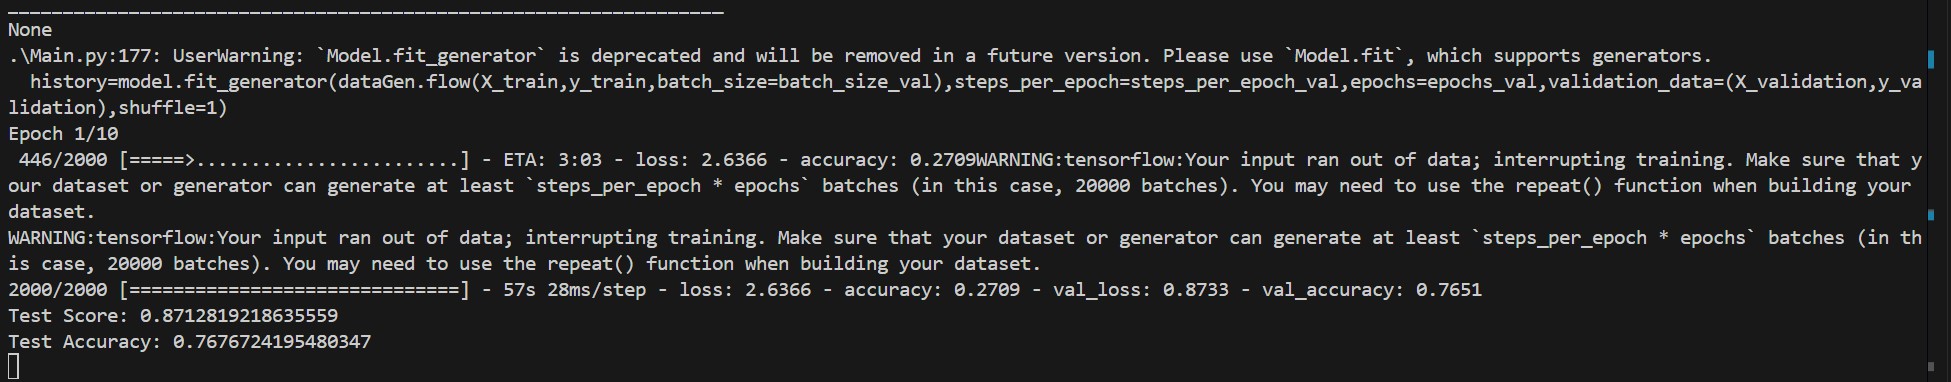 _________________________________________________________________
None
.\Main.py:177: UserWarning: `Model.fit_generator` is deprecated and will be removed in a future version. Please use `Model.fit`, which supports generators.
  history=model.fit_generator(dataGen.flow(X_train,y_train,batch_size=batch_size_val),steps_per_epoch=steps_per_epoch_val,epochs=epochs_val,validation_data=(X_validation,y_va
lidation),shuffle=1)
Epoch 1/10
 446/2000 [=====>........................] - ETA: 3:03 - loss: 2.6366 - accuracy: 0.2709WARNING:tensorflow:Your input ran out of data; interrupting training. Make sure that y
our dataset or generator can generate at least `steps_per_epoch * epochs` batches (in this case, 20000 batches). You may need to use the repeat() function when building your
dataset.
WARNING:tensorflow:Your input ran out of data; interrupting training. Make sure that your dataset or generator can generate at least `steps_per_epoch * epochs` batches (in th
is case, 20000 batches). You may need to use the repeat() function when building your dataset.
2000/2000 [==============================] - 57s 28ms/step - loss: 2.6366 - accuracy: 0.2709 - val_loss: 0.8733 - val_accuracy: 0.7651
Test Score: 0.8712819218635559
Test Accuracy: 0.7676724195480347